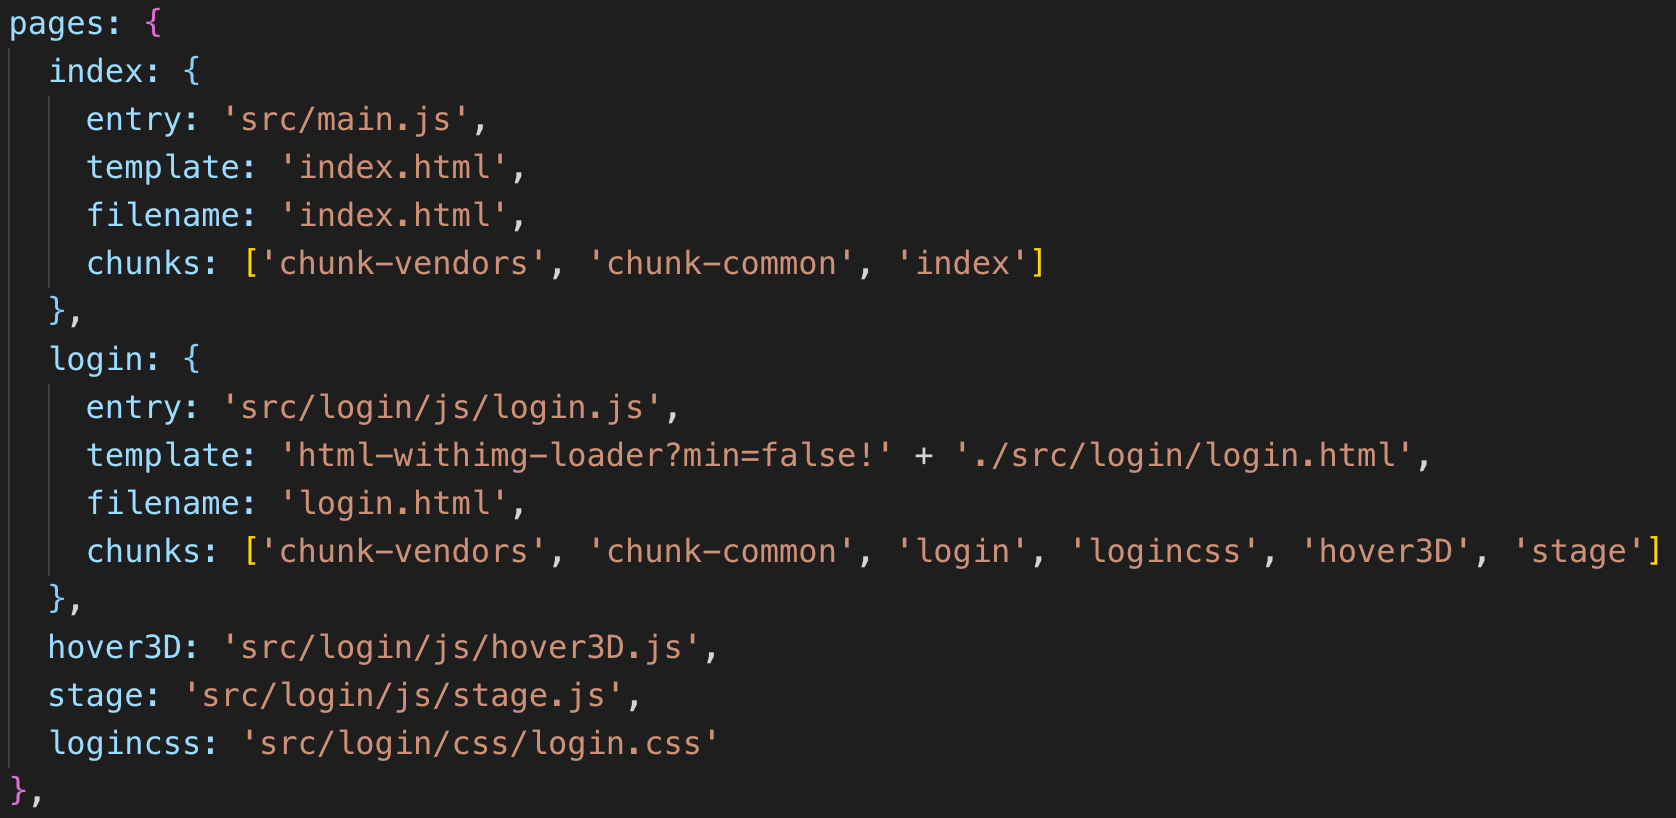 pages: {
  index: {
    entry: 'src/main.js',
    template: 'index.html',
    filename: 'index.html',
    chunks: ['chunk-vendors', 'chunk-common', 'index']
  },
  login: {
    entry: 'src/login/js/login.js',
    template: 'html-withimg-loader?min=false!' + './src/login/login.html',
    filename: 'login.html',
    chunks: ['chunk-vendors', 'chunk-common', 'login', 'logincss', 'hover3D', 'stage']
  },
  hover3D: 'src/login/js/hover3D.js',
  stage: 'src/login/js/stage.js',
  logincss: 'src/login/css/login.css'
},